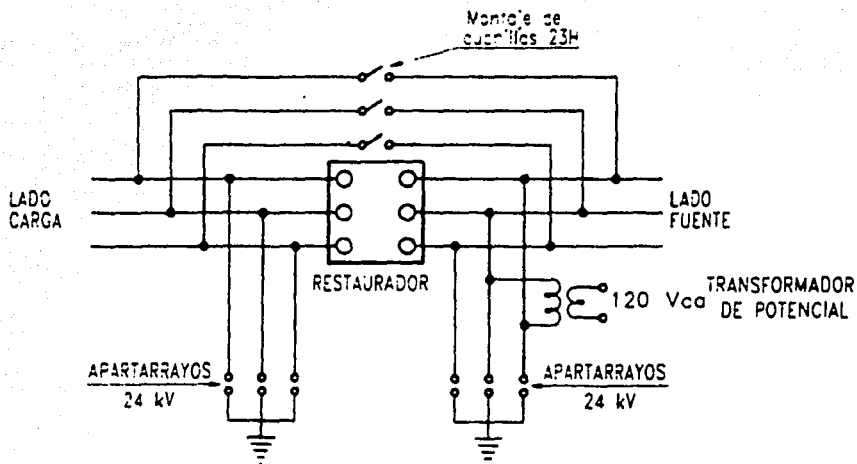 Montaje de
cuchillas 23H
LADO
CARGA
LADO
FUENTE
RESTAURADOR
120 Vca
TRANSFORMADOR
DE POTENCIAL
APARTARRAYOS
24 kV
APARTARRAYOS
24 kV